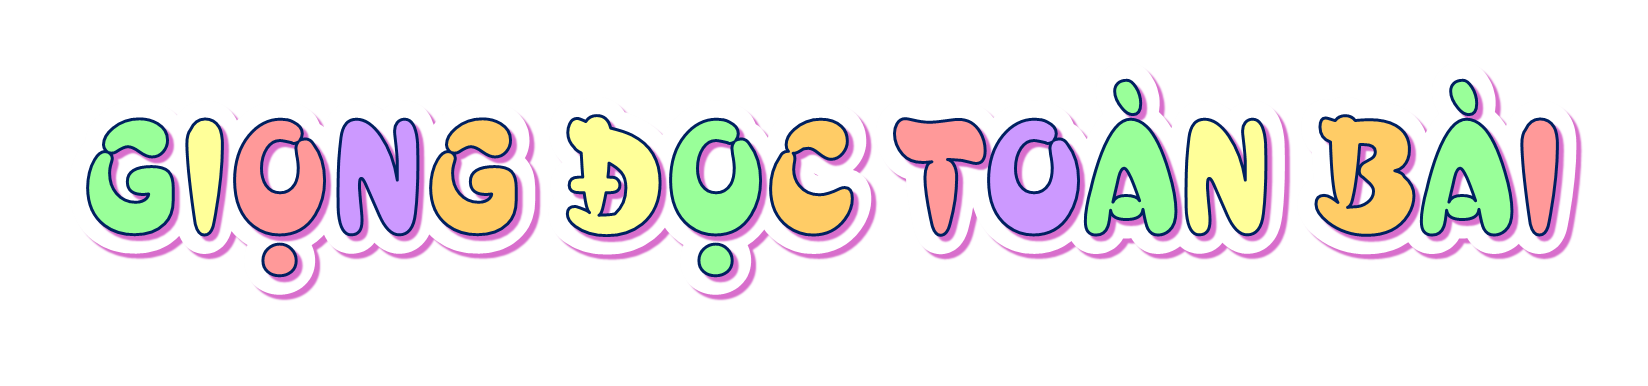 GIỌNG ĐỌC TOÀN BÀI